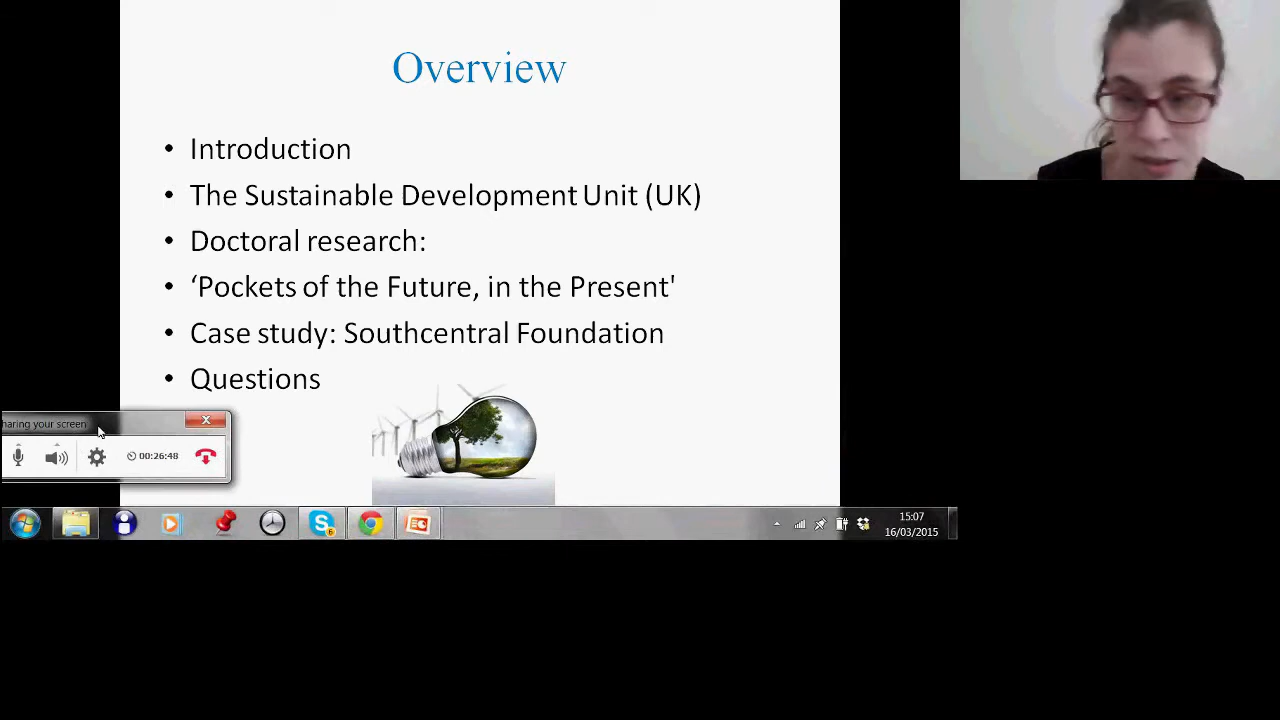 Overview
• Introduction
• The Sustainable Development Unit (UK)
• Doctoral research:
• ‘Pockets of the Future, in the Present'
• Case study: Southcentral Foundation
• Questions
haring your screen
00:26:48
6
15:07
16/03/2015